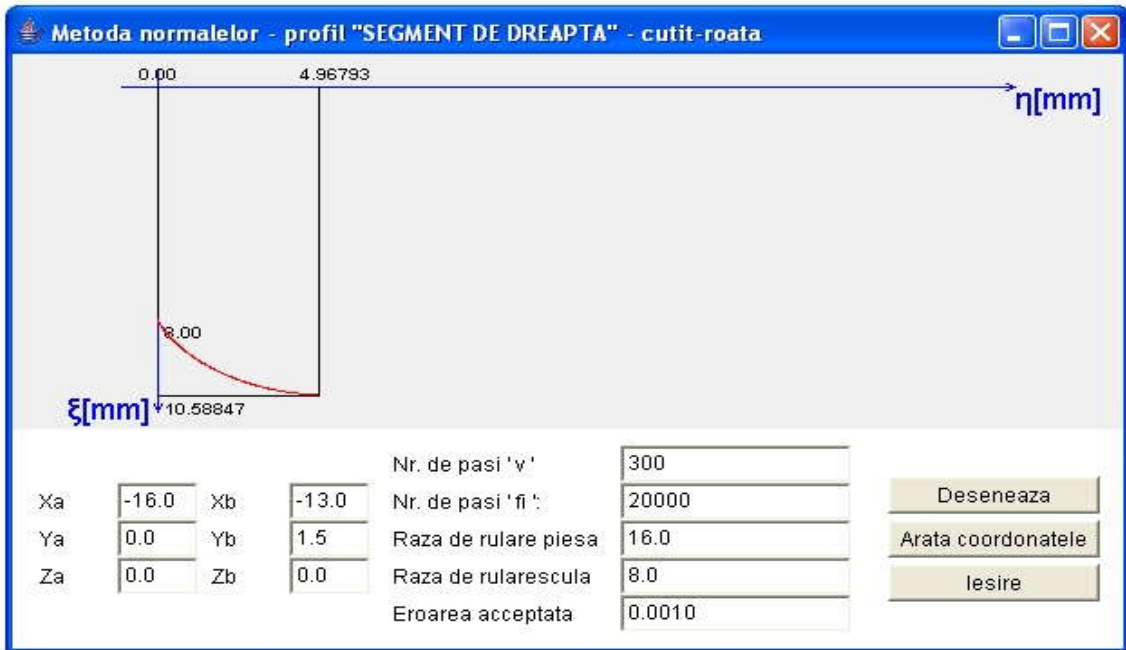 Metoda normalelor - profil "SEGMENT DE DREAPTA" - cutit-roata
0.00 4.96793
η[mm]
8.00
ξ[mm] 10.58847
Nr. de pasi 'v' 300
Xa -16.0 Xb -13.0 Nr. de pasi 'fi': 20000 Deseneaza
Ya 0.0 Yb 1.5 Raza de rulare piesa 16.0 Arata coordonatele
Za 0.0 Zb 0.0 Raza de rularescula 8.0 Iesire
Eroarea acceptata 0.0010